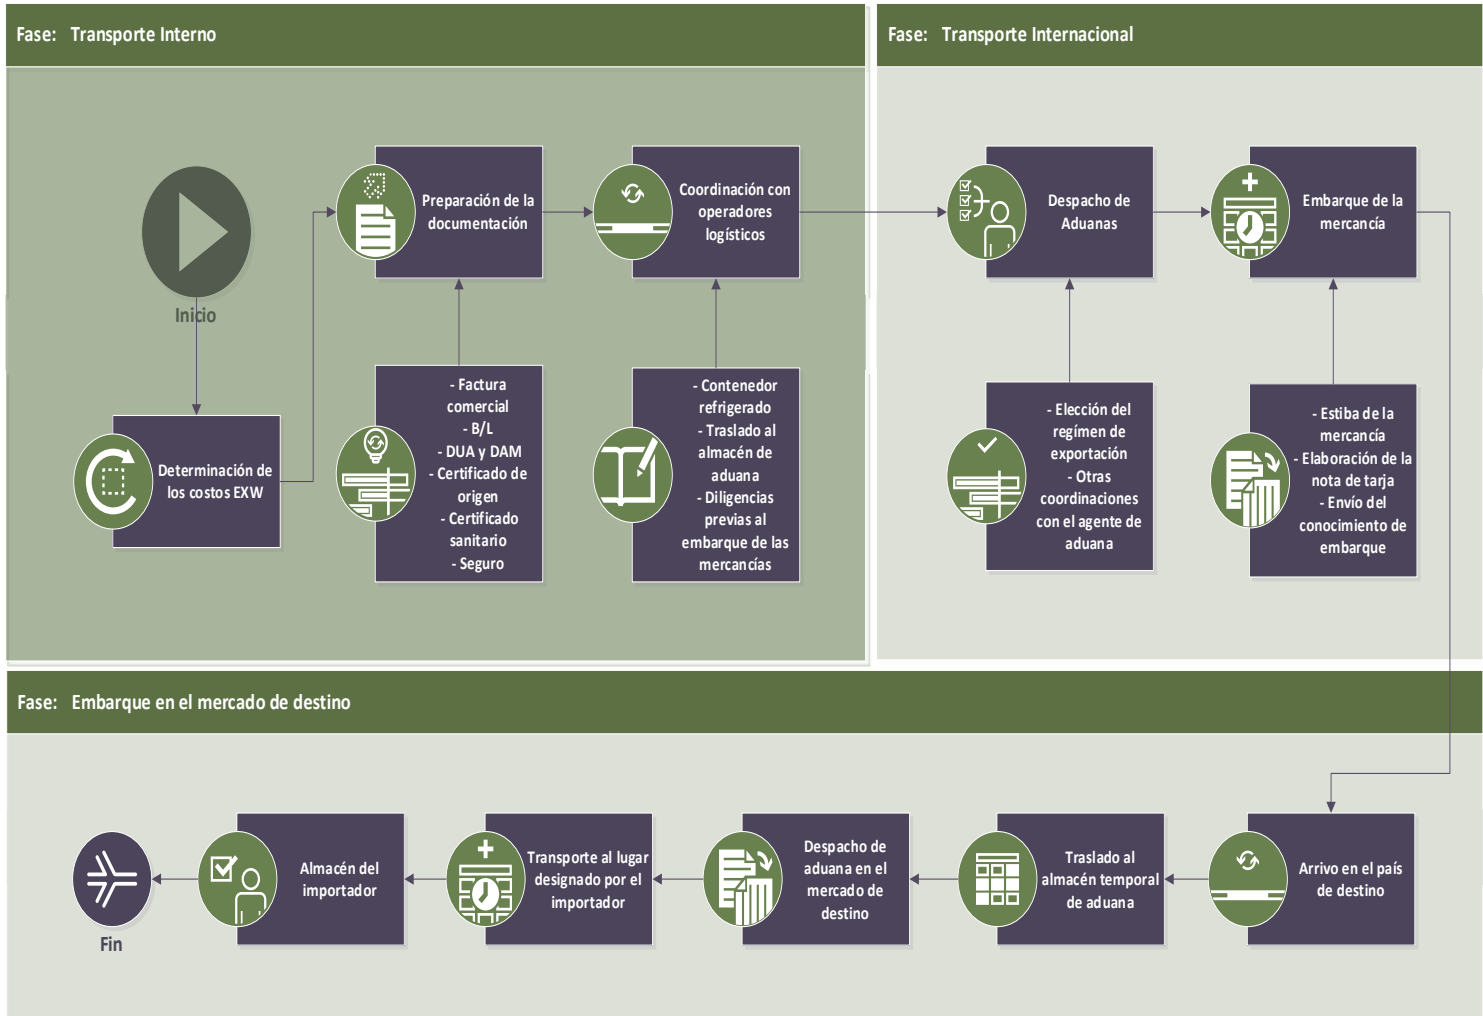 Fase: Transporte Interno
Inicio
Determinación de
los costos EXW
Preparación de la
documentación
- Factura
comercial
- B/L
- DUA y DAM
- Certificado de
origen
- Certificado
sanitario
- Seguro
Coordinación con
operadores
logísticos
- Contenedor
refrigerado
- Traslado al
almacén de
aduana
- Diligencias
previas al
embarque de las
mercancías
Fase: Transporte Internacional
Despacho de
Aduanas
- Elección del
regímen de
exportación
- Otras
coordinaciones
con el agente de
aduana
Embarque de la
mercancía
- Estiba de la
mercancía
- Elaboración de la
nota de tarja
- Envío del
conocimiento de
embarque
Fase: Embarque en el mercado de destino
Arrivo en el país
de destino
Traslado al
almacén temporal
de aduana
Despacho de
aduana en el
mercado de
destino
Transporte al lugar
designado por el
importador
Almacén del
importador
Fin